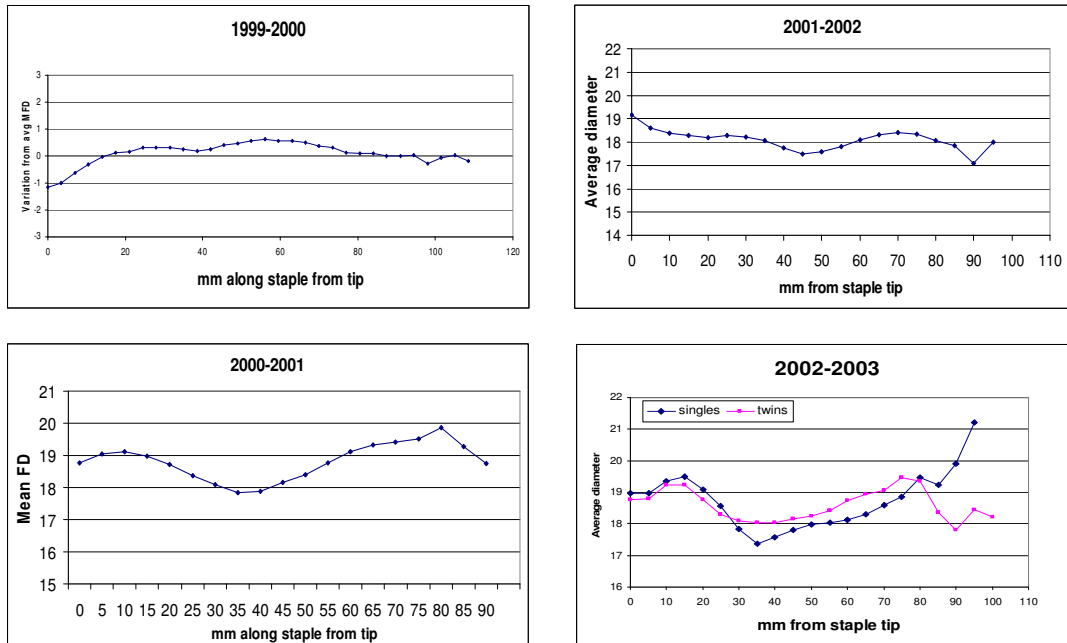 1999-2000
Variation from avg MFD
3
2
1
0
-1
-2
-3
0 20 40 60 80 100 120
mm along staple from tip
2001-2002
Average diameter
22
21
20
19
18
17
16
15
14
0 10 20 30 40 50 60 70 80 90 100 110
mm from staple tip
2000-2001
Mean FD
21
20
19
18
17
16
15
0 5 10 15 20 25 30 35 40 45 50 55 60 65 70 75 80 85 90
mm along staple from tip
2002-2003
singles twins
Average diameter
22
21
20
19
18
17
16
0 10 20 30 40 50 60 70 80 90 100 110
mm from staple tip